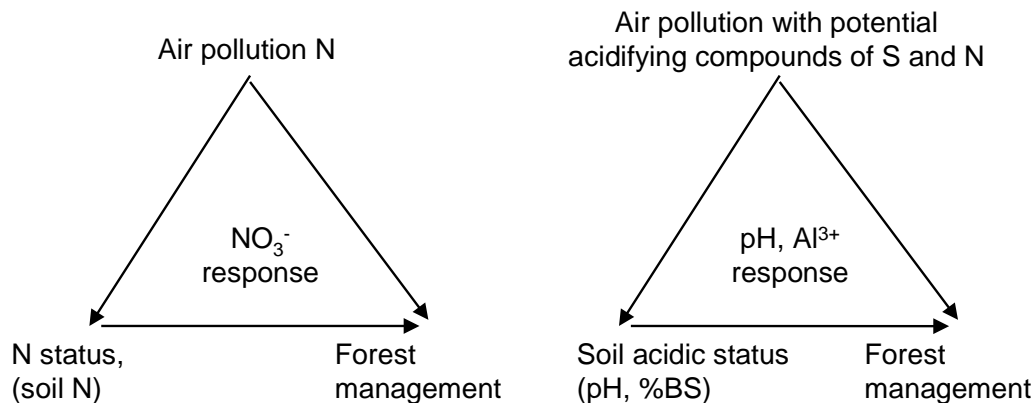 Air pollution N
NO₃⁻
response
N status,
(soil N)
Forest
management
Air pollution with potential
acidifying compounds of S and N
pH, Al³⁺
response
Soil acidic status
(pH, %BS)
Forest
management